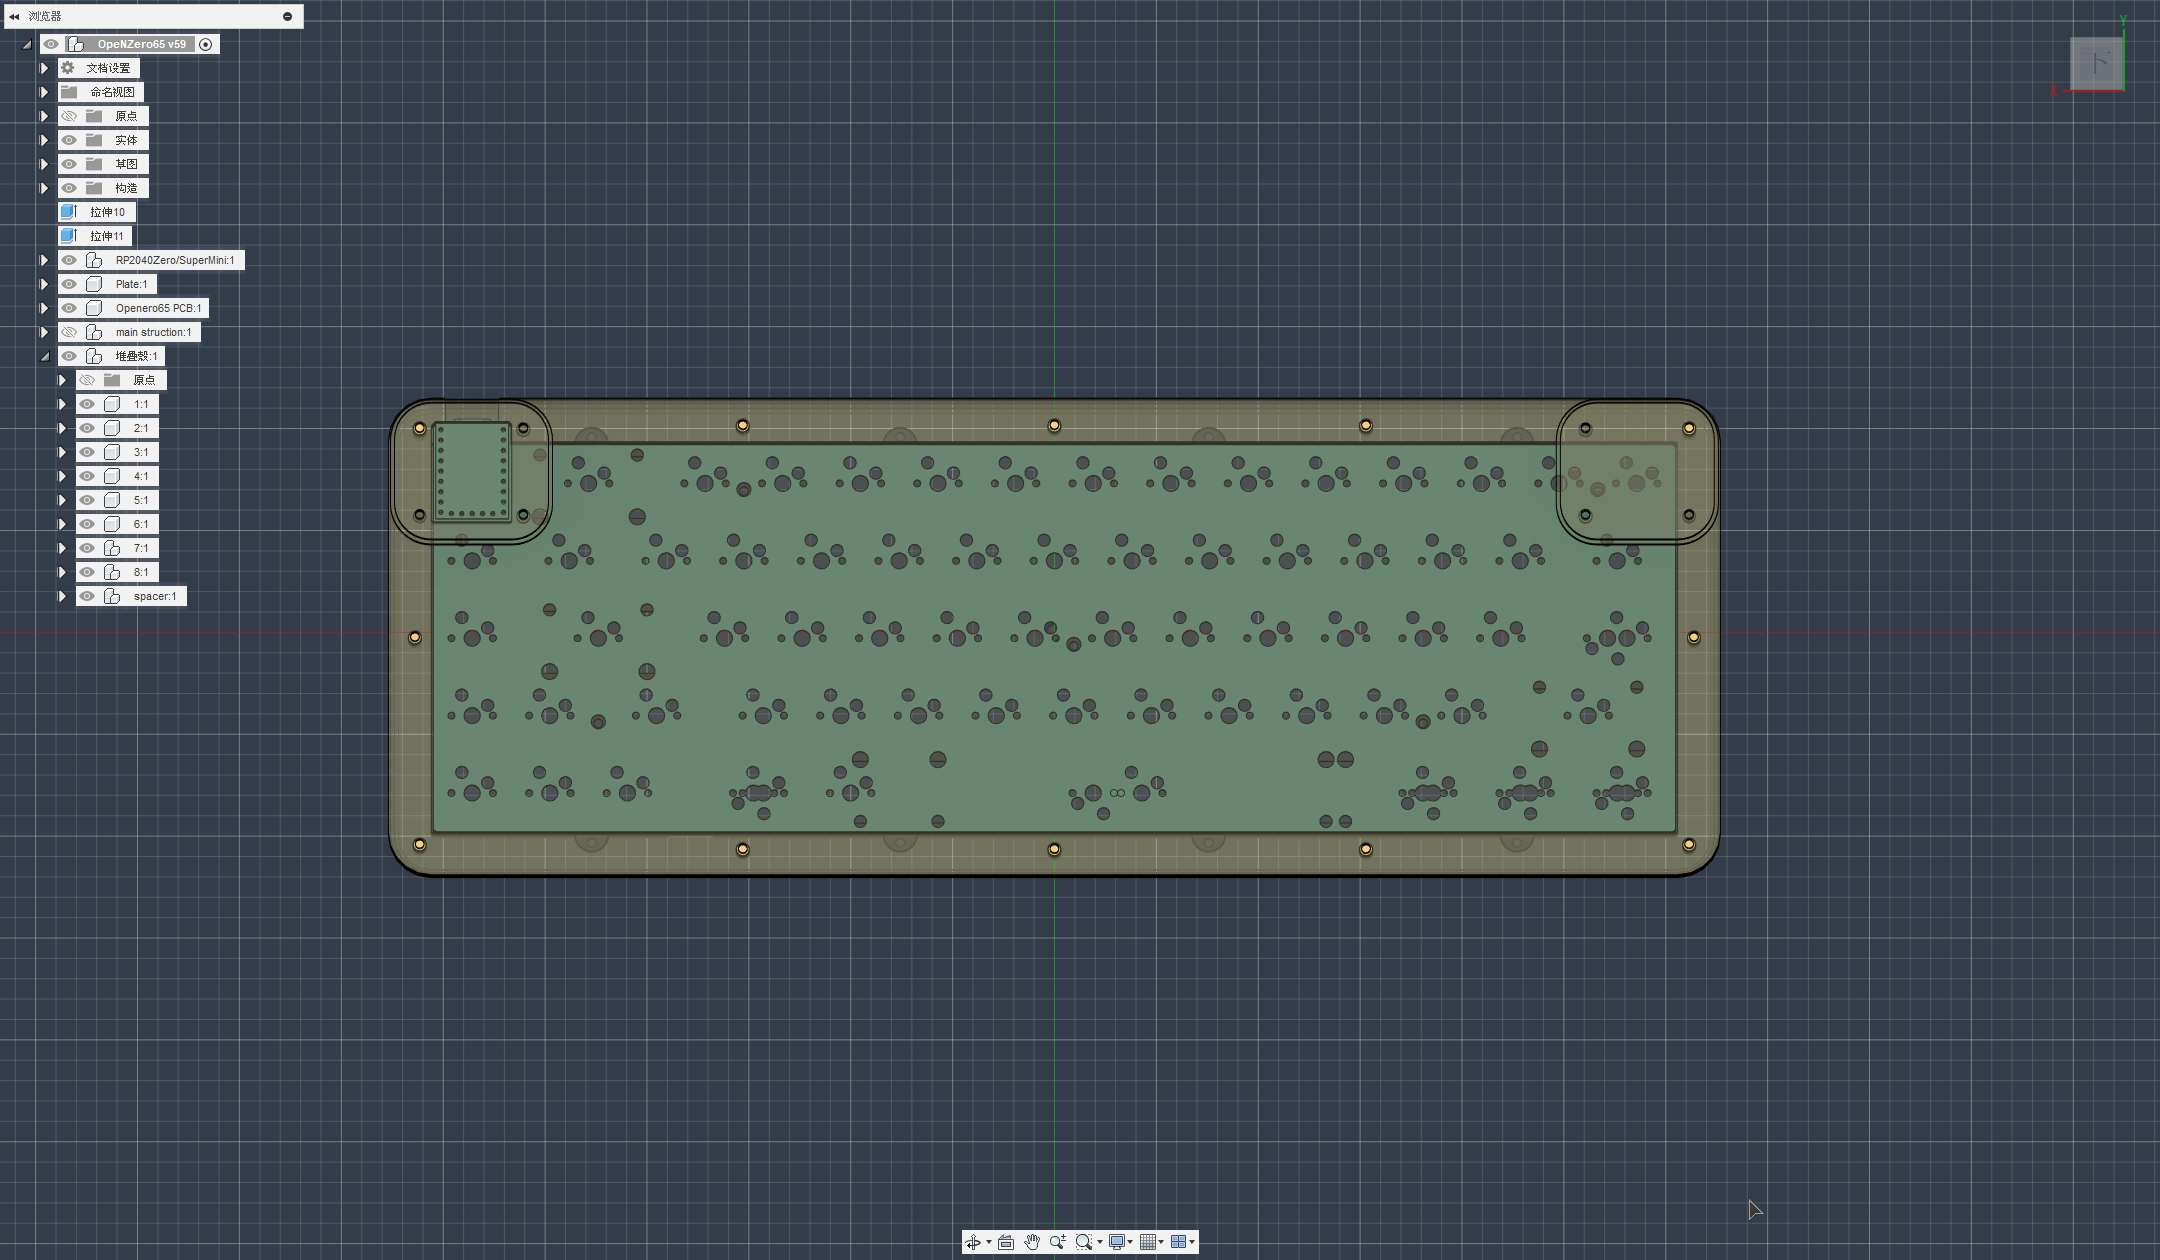 浏览器
OpeNZero65 v59
文档设置
命名视图
原点
实体
草图
构造
拉伸10
拉伸11
RP2040Zero/SuperMini:1
Plate:1
Openero65 PCB:1
main struction:1
堆叠殼:1
原点
1:1
2:1
3:1
4:1
5:1
6:1
7:1
8:1
spacer:1
Y
下
X